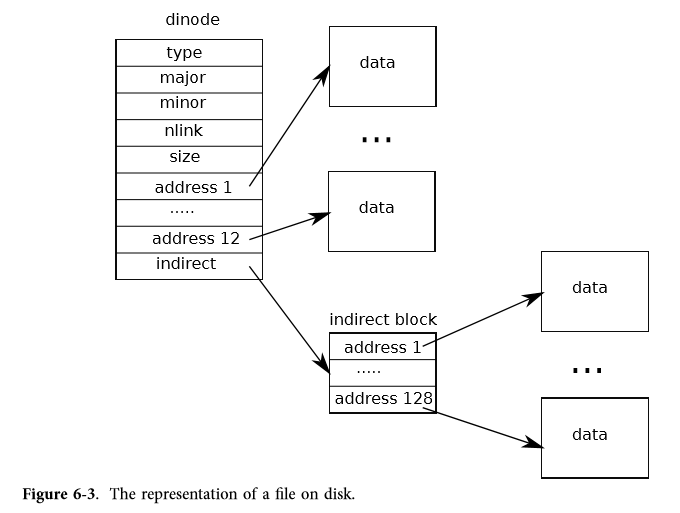 dinode
type
major
minor
nlink
size
address 1
.....
address 12
indirect
data
...
data
indirect block
address 1
.....
address 128
data
...
data
Figure 6-3. The representation of a file on disk.